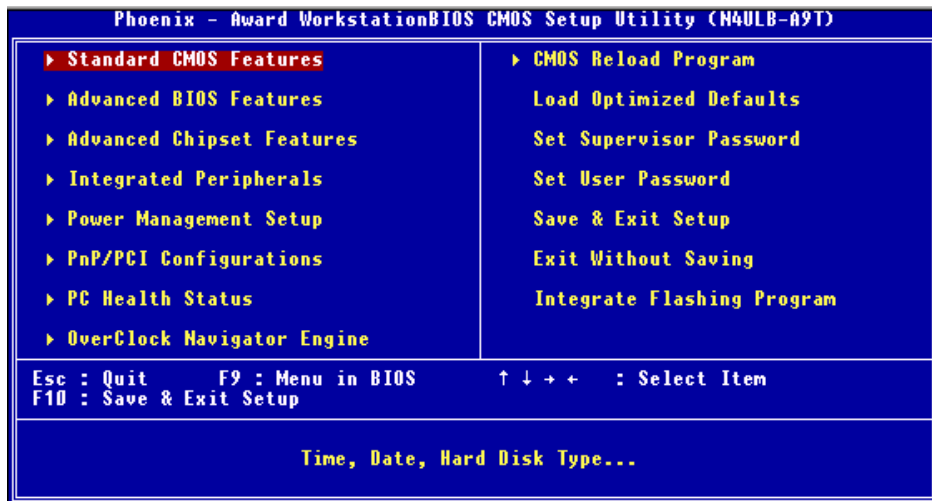 Phoenix - Award WorkstationBIOS CMOS Setup Utility (N4ULB-A9T)
▸ Standard CMOS Features
▸ Advanced BIOS Features
▸ Advanced Chipset Features
▸ Integrated Peripherals
▸ Power Management Setup
▸ PnP/PCI Configurations
▸ PC Health Status
▸ OverClock Navigator Engine
▸ CMOS Reload Program
Load Optimized Defaults
Set Supervisor Password
Set User Password
Save & Exit Setup
Exit Without Saving
Integrate Flashing Program
Esc : Quit F9 : Menu in BIOS ↑ ↓ → ← : Select Item
F10 : Save & Exit Setup
Time, Date, Hard Disk Type...